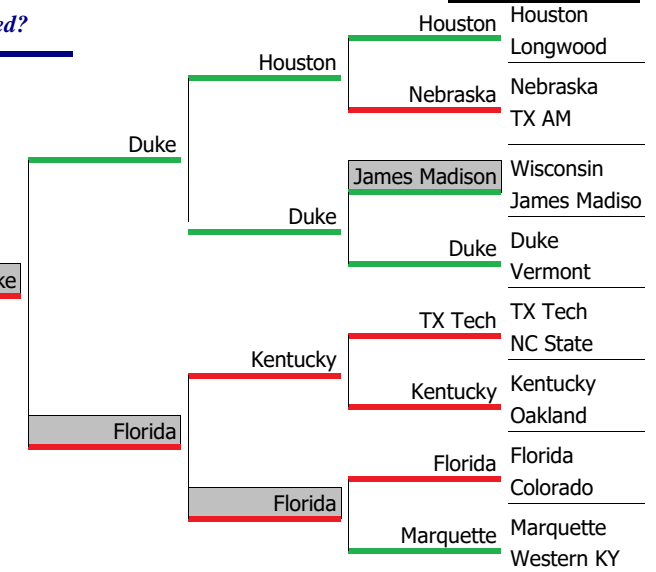 ed?
Houston
Longwood
Houston
Nebraska
TX AM
Nebraska
Houston
Wisconsin
James Madiso
James Madison
Duke
Vermont
Duke
Duke
Duke
TX Tech
NC State
TX Tech
Kentucky
Oakland
Kentucky
Kentucky
Florida
Colorado
Florida
Marquette
Western KY
Marquette
Florida
Florida
ke